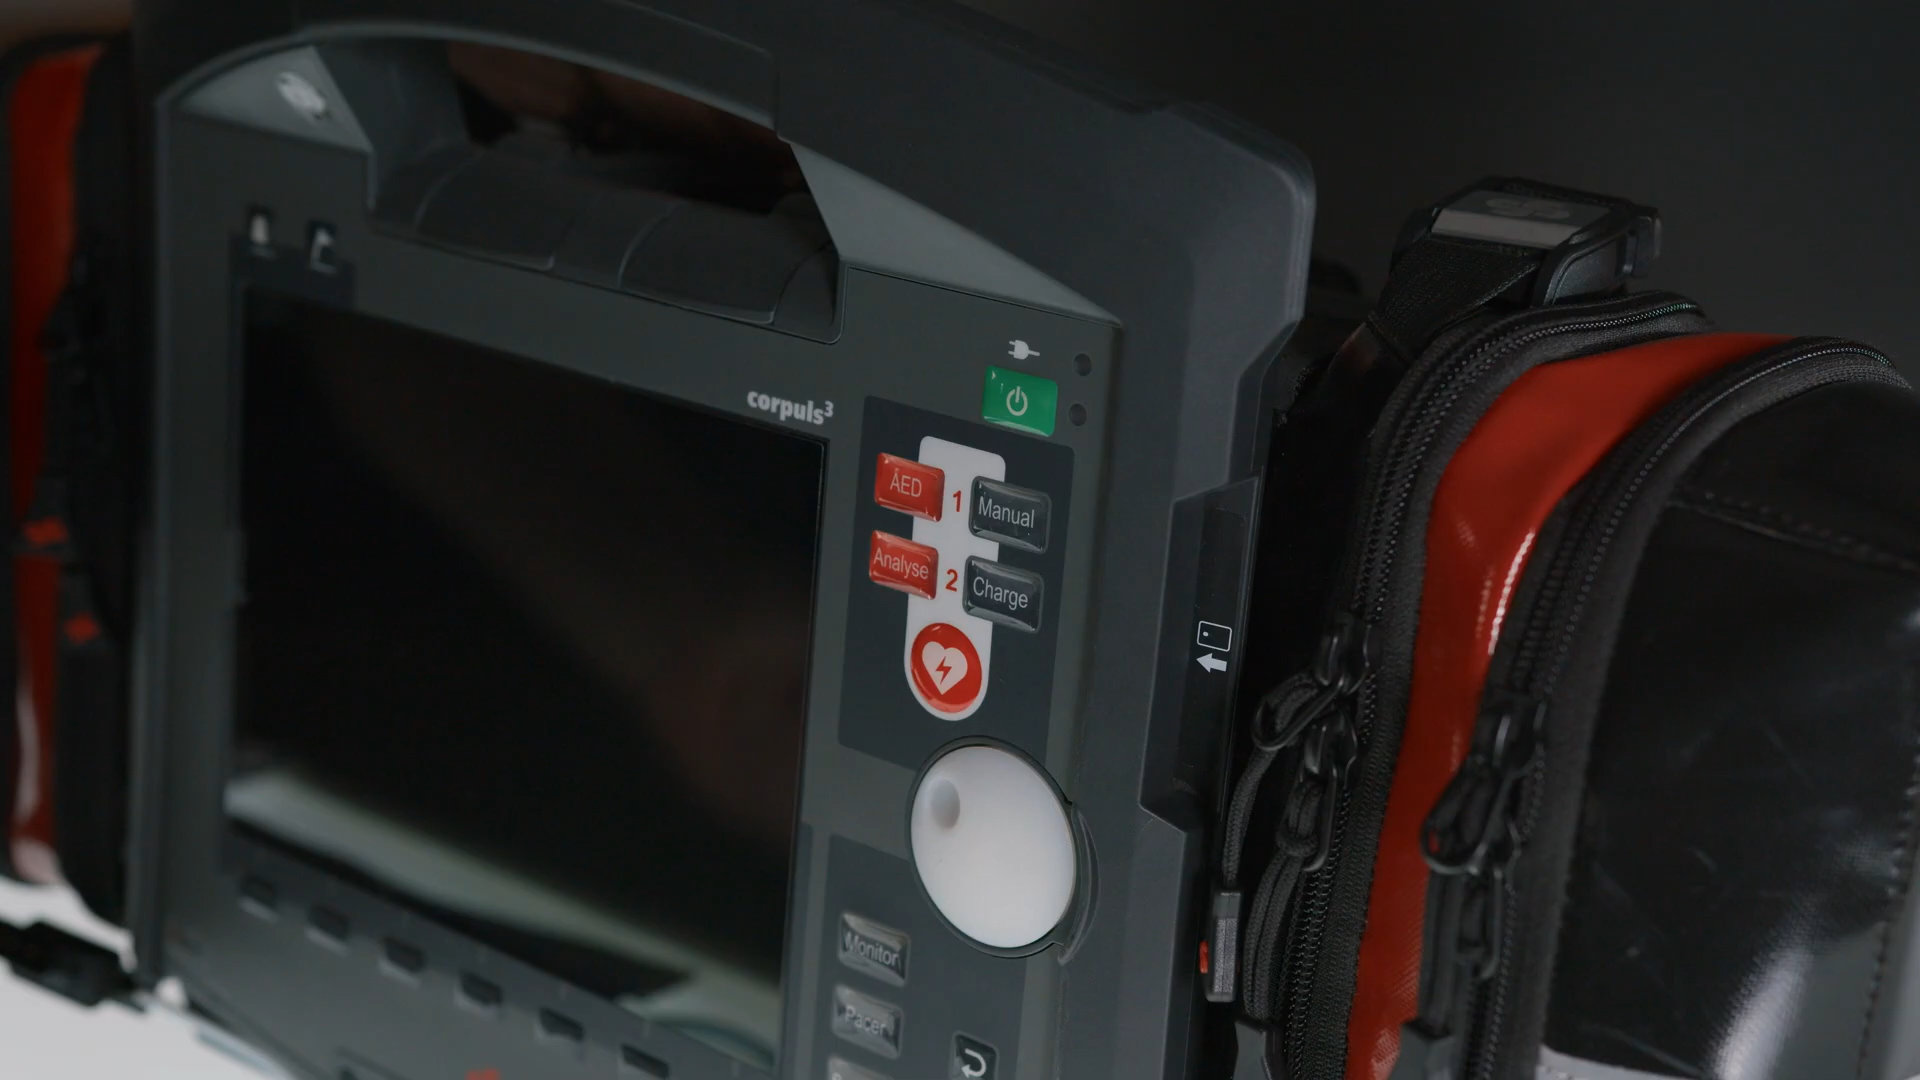 corpuls³
AED 1 Manual
Analyse 2 Charge
Monitor
Pacer